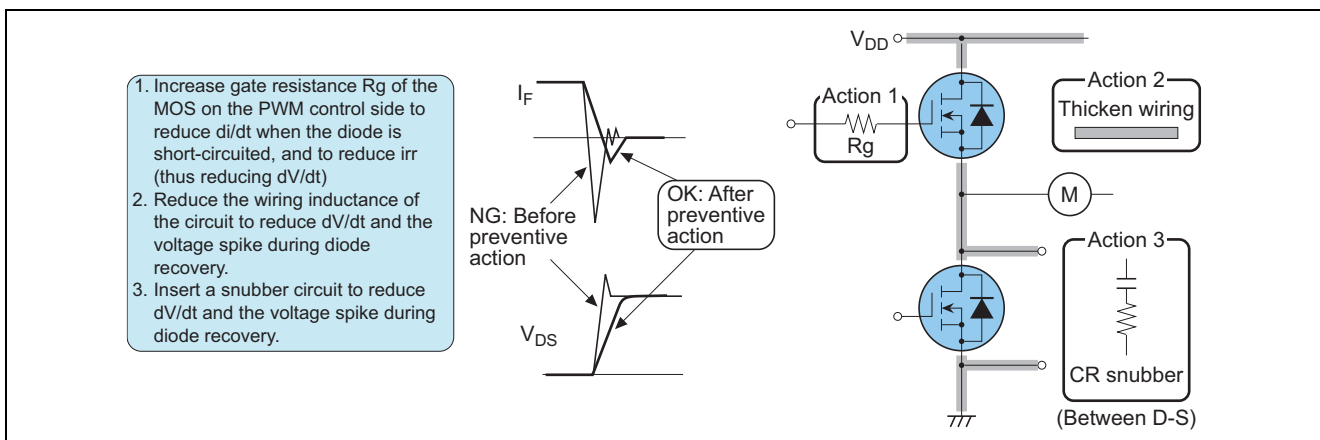 1. Increase gate resistance Rg of the
MOS on the PWM control side to
reduce di/dt when the diode is
short-circuited, and to reduce irr
(thus reducing dV/dt)
2. Reduce the wiring inductance of
the circuit to reduce dV/dt and the
voltage spike during diode
recovery.
3. Insert a snubber circuit to reduce
dV/dt and the voltage spike during
diode recovery.
IF
NG: Before
preventive
action
OK: After
preventive
action
VDS
VDD
Action 1
Rg
Action 2
Thicken wiring
M
Action 3
CR snubber
(Between D-S)